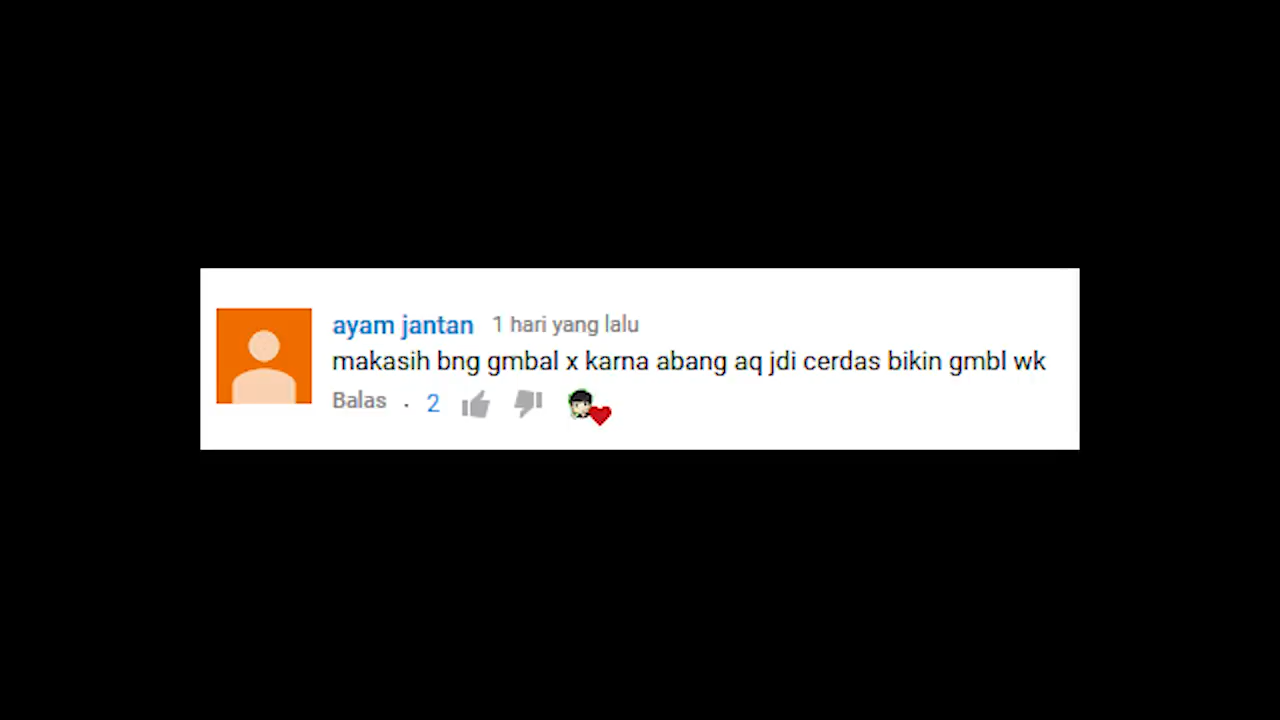 ayam jantan 1 hari yang lalu
makasih bng gmbal x karna abang aq jdi cerdas bikin gmbl wk
Balas . 2